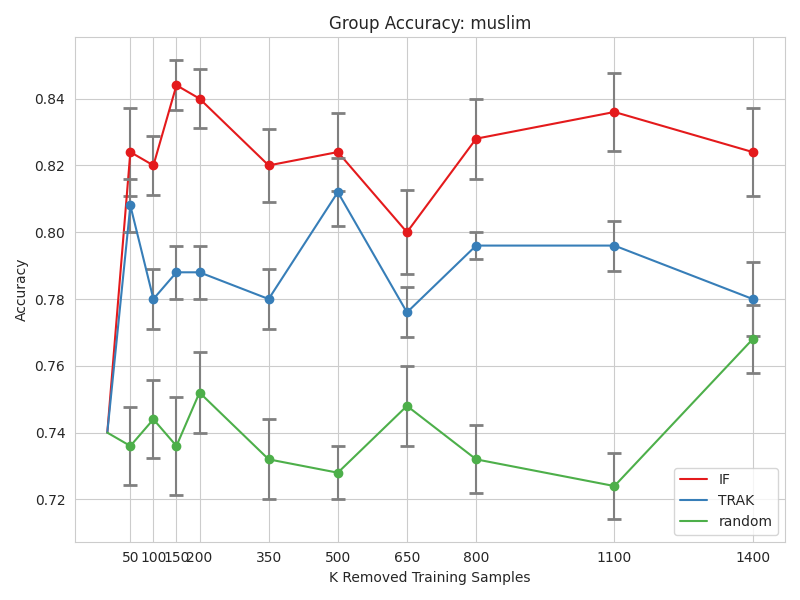 Group Accuracy: muslim
Accuracy
0.84
0.82
0.80
0.78
0.76
0.74
0.72
50 100 150 200 350 500 650 800 1100 1400
K Removed Training Samples
IF
TRAK
random